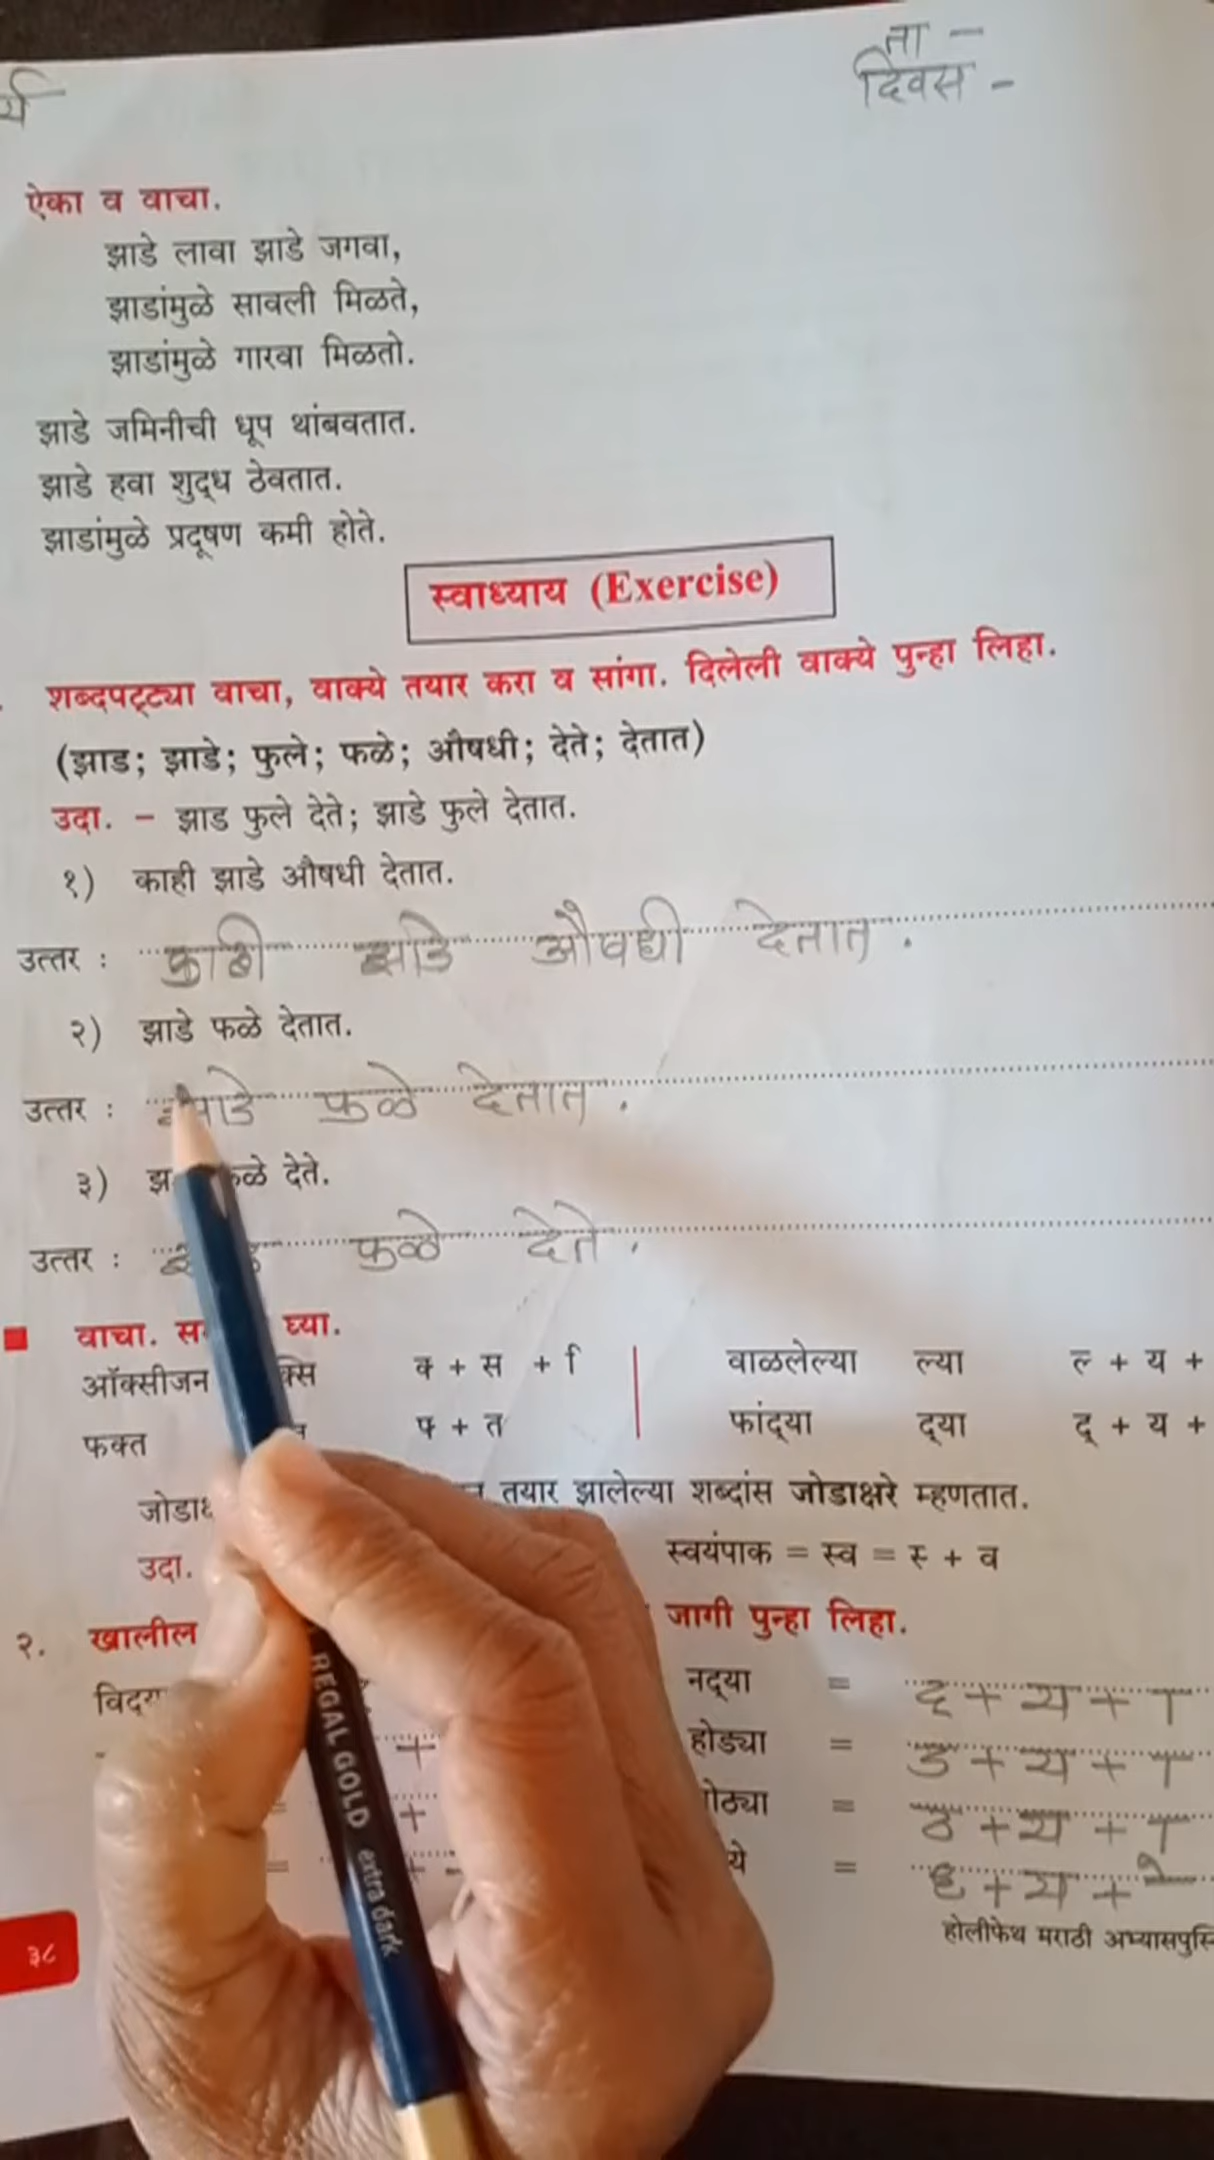 ता -
र्य दिवस -
ऐका व वाचा.
झाडे लावा झाडे जगवा,
झाडांमुळे सावली मिळते,
झाडांमुळे गारवा मिळतो.
झाडे जमिनीची धूप थांबवतात.
झाडे हवा शुद्ध ठेवतात.
झाडांमुळे प्रदूषण कमी होते.
स्वाध्याय (Exercise)
शब्दपट्ट्या वाचा, वाक्ये तयार करा व सांगा. दिलेली वाक्ये पुन्हा लिहा.
(झाड; झाडे; फुले; फळे; औषधी; देते; देतात)
उदा. - झाड फुले देते; झाडे फुले देतात.
१) काही झाडे औषधी देतात.
उत्तर : काही झाडे औषधी देतात.
२) झाडे फळे देतात.
उत्तर : झाडे फळे देतात.
३) फळे देते.
उत्तर : फळे देते.
वाचा. घ्या.
ऑक्सीजन क्सि क + स + ि वाळलेल्या ल्या ल + य +
फक्त फ + त फांद्या द्या द् + य +
तयार झालेल्या शब्दांस जोडाक्षरे म्हणतात.
उदा. स्वयंपाक = स्व = स + व
२. खालील जागी पुन्हा लिहा.
नद्या = द + य + ा
+ होड्या = ड + य + ा
= + = ठ + य + ा
= + = ध + य + े
३८ होलीफेथ मराठी